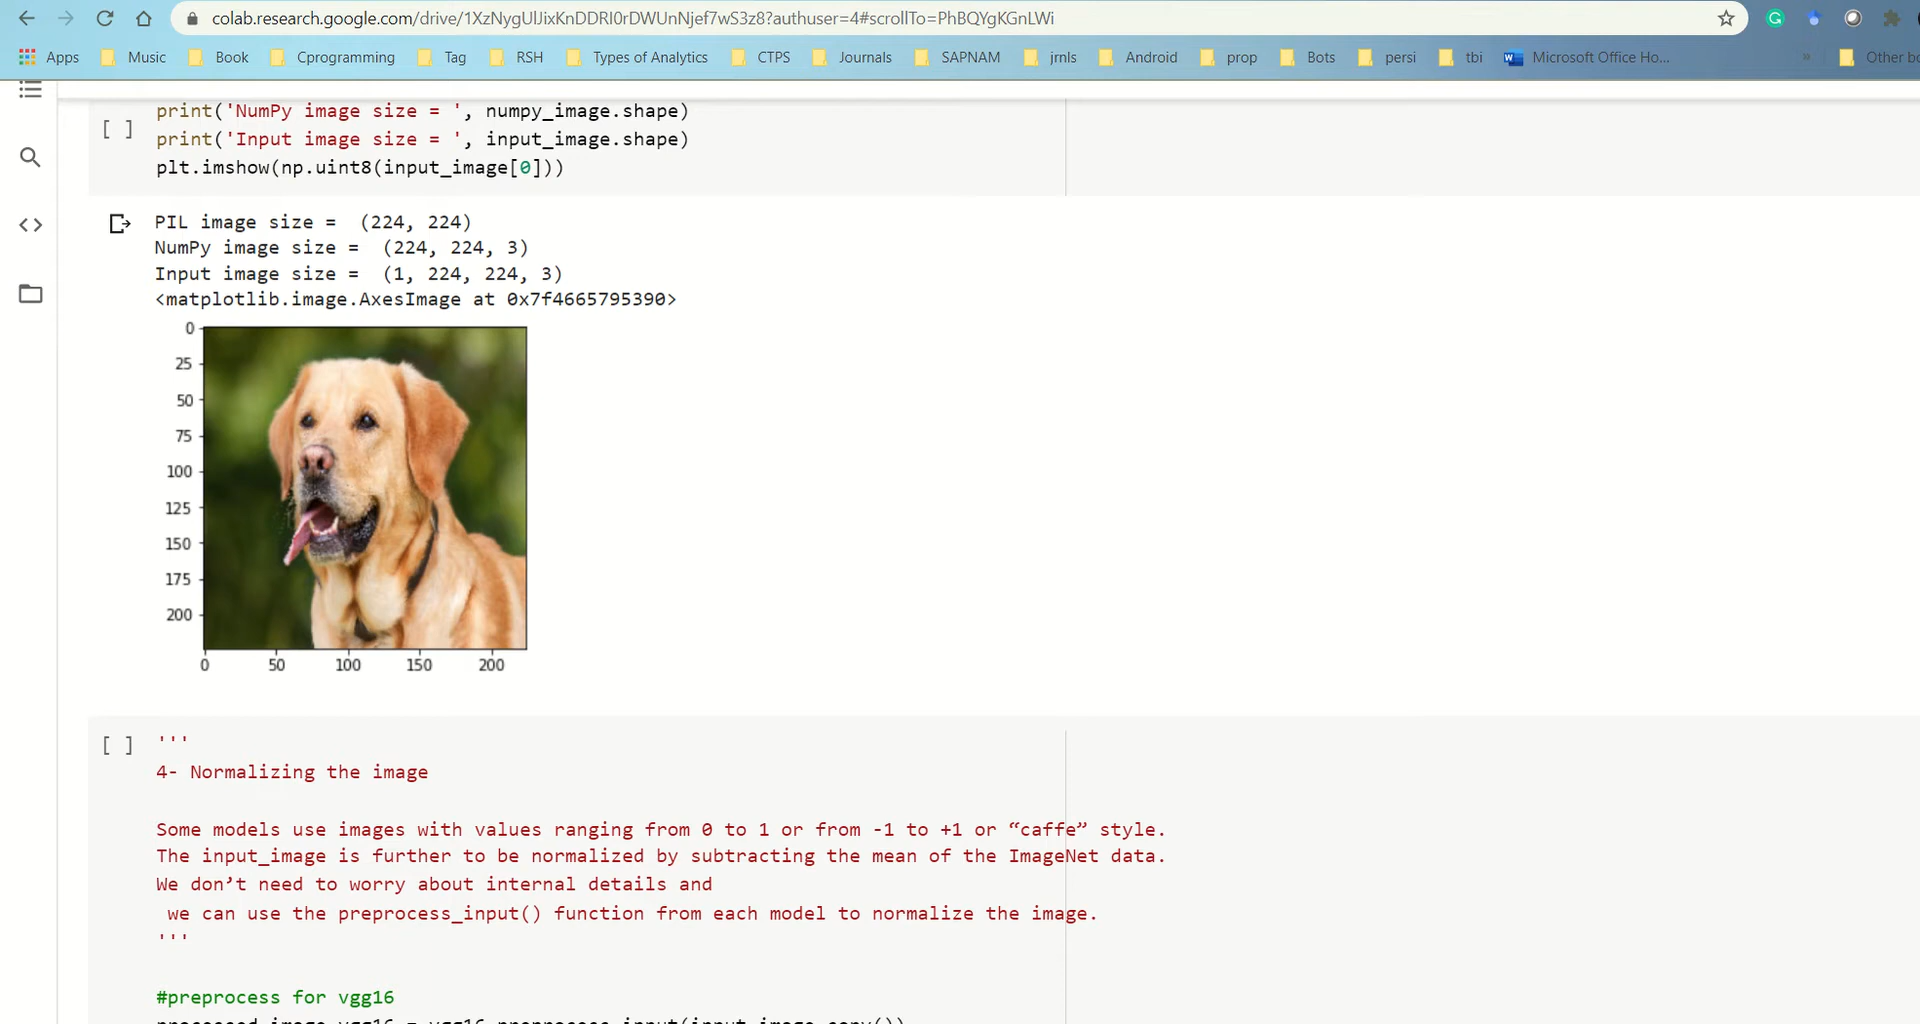 colab.research.google.com/drive/1XzNygUlJixKnDDRI0rDWUnNjef7wS3z8?authuser=4#scrollTo=PhBQYgKGnLWi
Apps Music Book Cprogramming Tag RSH Types of Analytics CTPS Journals SAPNAM jrnls Android prop Bots persi tbi Microsoft Office Ho... » Other bo
print('NumPy image size = ', numpy_image.shape)
[ ] print('Input image size = ', input_image.shape)
plt.imshow(np.uint8(input_image[0]))
PIL image size =  (224, 224)
NumPy image size =  (224, 224, 3)
Input image size =  (1, 224, 224, 3)
<matplotlib.image.AxesImage at 0x7f4665795390>
0
25
50
75
100
125
150
175
200
0 50 100 150 200
[ ] '''
4- Normalizing the image
Some models use images with values ranging from 0 to 1 or from -1 to +1 or “caffe” style.
The input_image is further to be normalized by subtracting the mean of the ImageNet data.
We don’t need to worry about internal details and
we can use the preprocess_input() function from each model to normalize the image.
'''
#preprocess for vgg16
processed_image_vgg16 = vgg16.preprocess_input(input_image.copy())